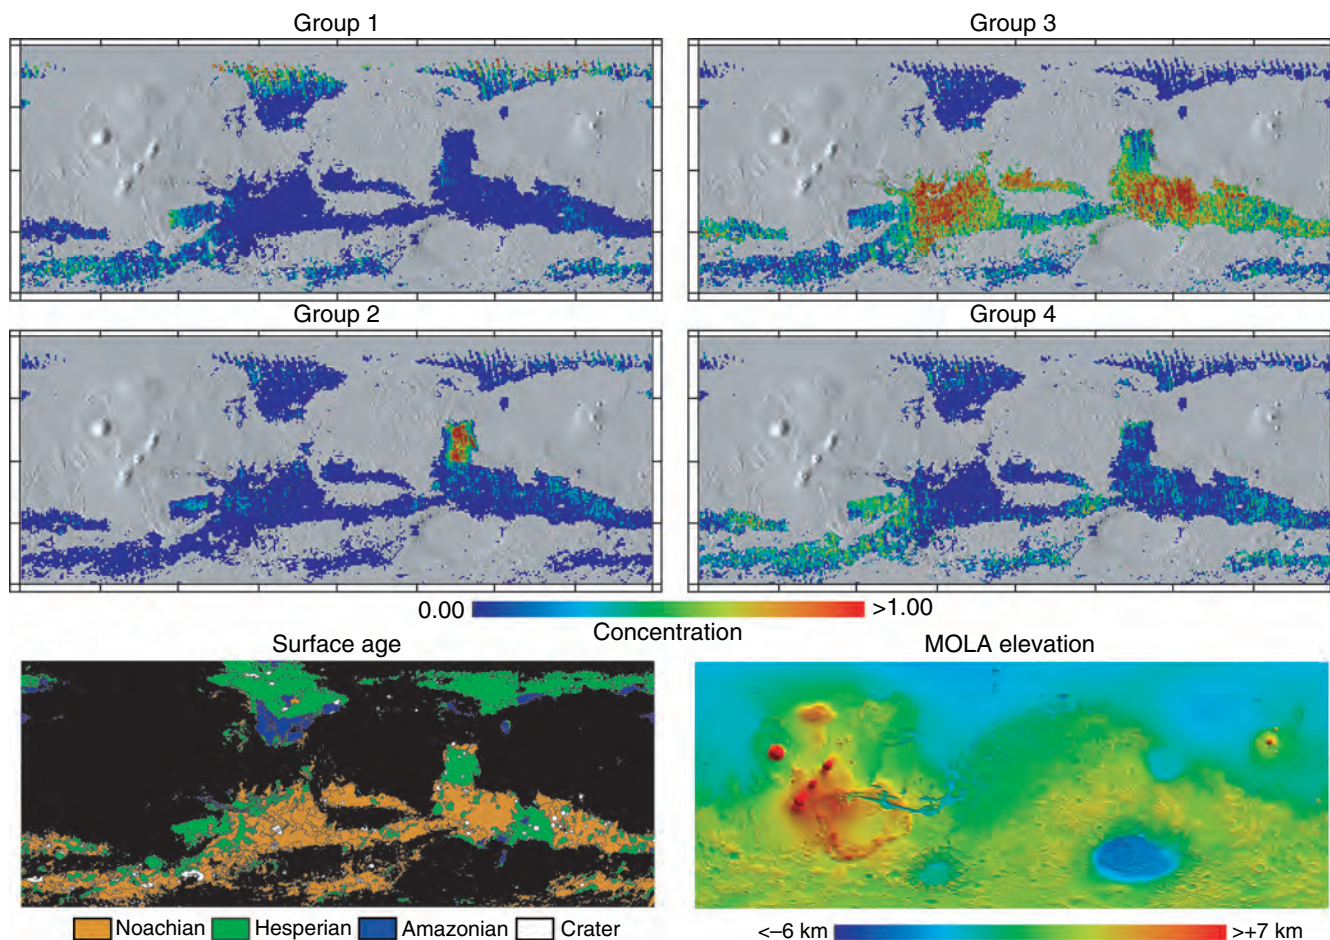 Group 1
Group 3
Group 2
Group 4
0.00
>1.00
Concentration
Surface age
MOLA elevation
Noachian
Hesperian
Amazonian
Crater
<–6 km
>+7 km